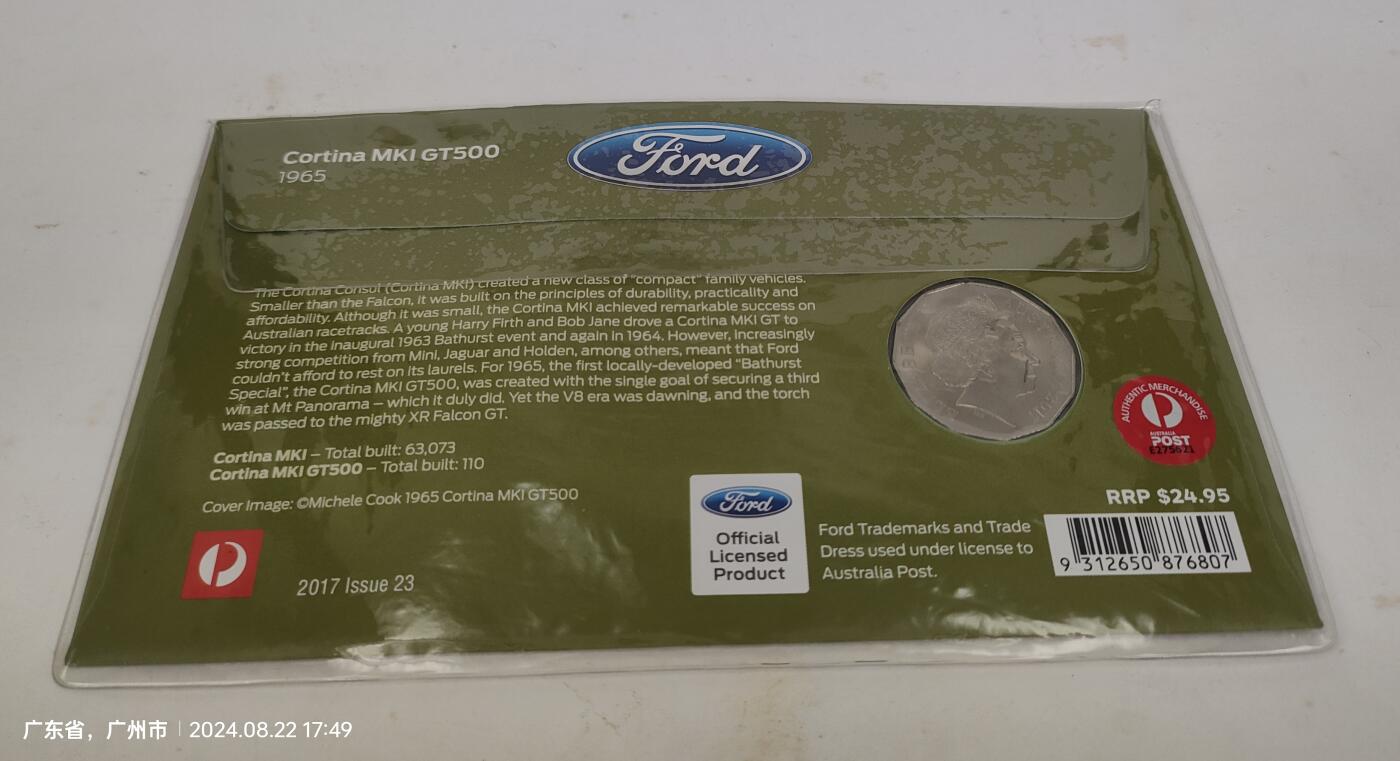 Cortina MKI GT500
1965
Ford
The Cortina Consul (Cortina MKI) created a new class of "compact" family vehicles.
Smaller than the Falcon, it was built on the principles of durability, practicality and
affordability. Although it was small, the Cortina MKI achieved remarkable success on
Australian racetracks. A young Harry Firth and Bob Jane drove a Cortina MKI GT to
victory in the inaugural 1963 Bathurst event and again in 1964. However, increasingly
strong competition from Mini, Jaguar and Holden, among others, meant that Ford
couldn't afford to rest on its laurels. For 1965, the first locally-developed "Bathurst
Special", the Cortina MKI GT500, was created with the single goal of securing a third
win at Mt Panorama – which it duly did. Yet the V8 era was dawning, and the torch
was passed to the mighty XR Falcon GT.
Cortina MKI – Total built: 63,073
Cortina MKI GT500 – Total built: 110
Cover Image: ©Michele Cook 1965 Cortina MKI GT500
2017 Issue 23
Ford
Official
Licensed
Product
Ford Trademarks and Trade
Dress used under license to
Australia Post.
AUTHENTIC MERCHANDISE
AUSTRALIA
POST
E275621
RRP $24.95
9 312650 876807
广东省，广州市 | 2024.08.22 17:49